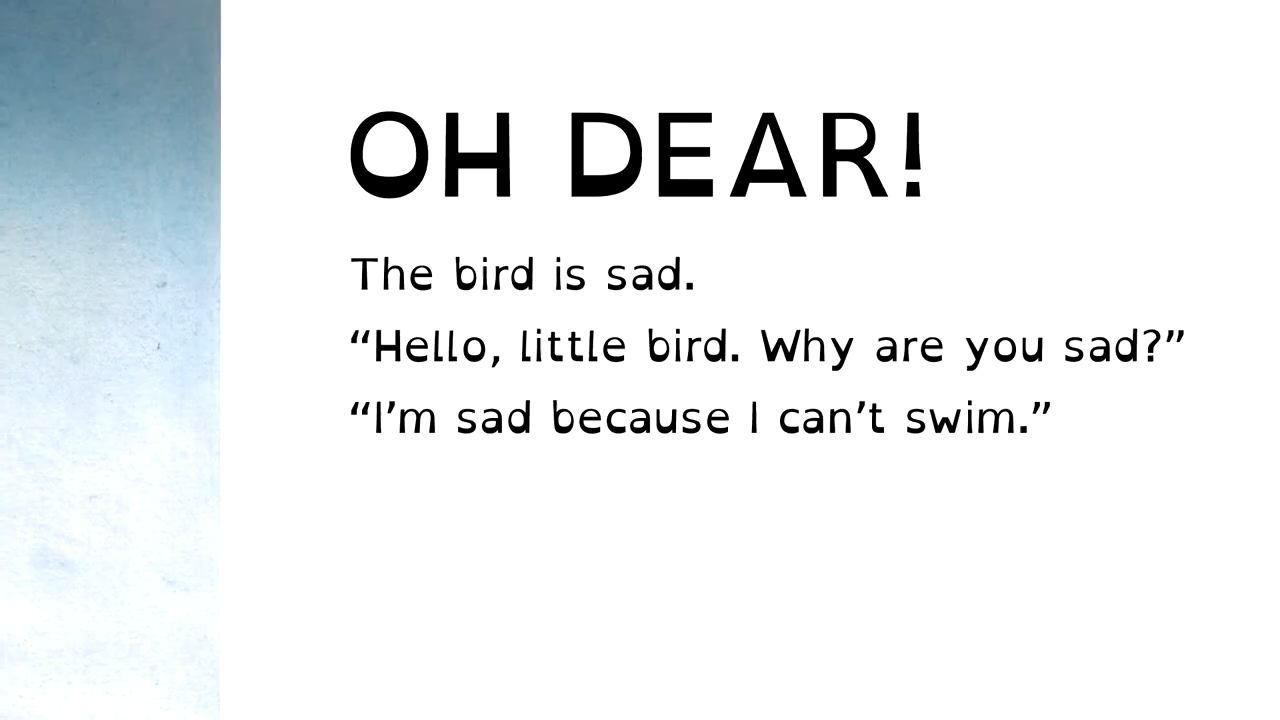 OH DEAR!
The bird is sad.
“Hello, little bird. Why are you sad?”
“I’m sad because I can’t swim.”